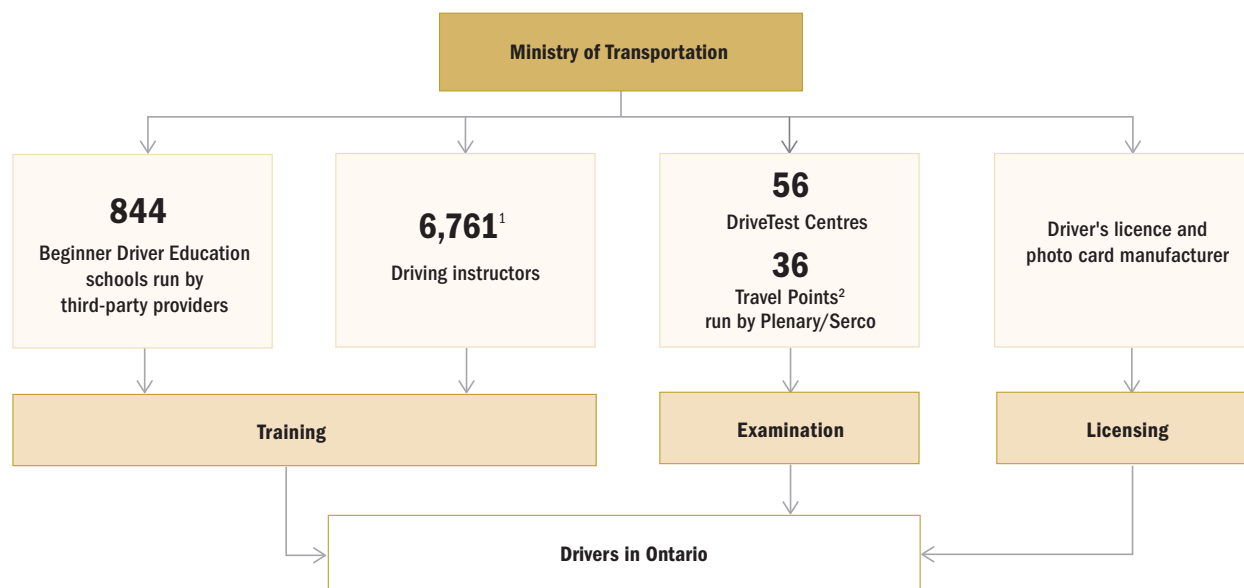 Ministry of Transportation
844
Beginner Driver Education
schools run by
third-party providers
6,761¹
Driving instructors
56
DriveTest Centres
36
Travel Points²
run by Plenary/Serco
Driver's licence and
photo card manufacturer
Training
Examination
Licensing
Drivers in Ontario